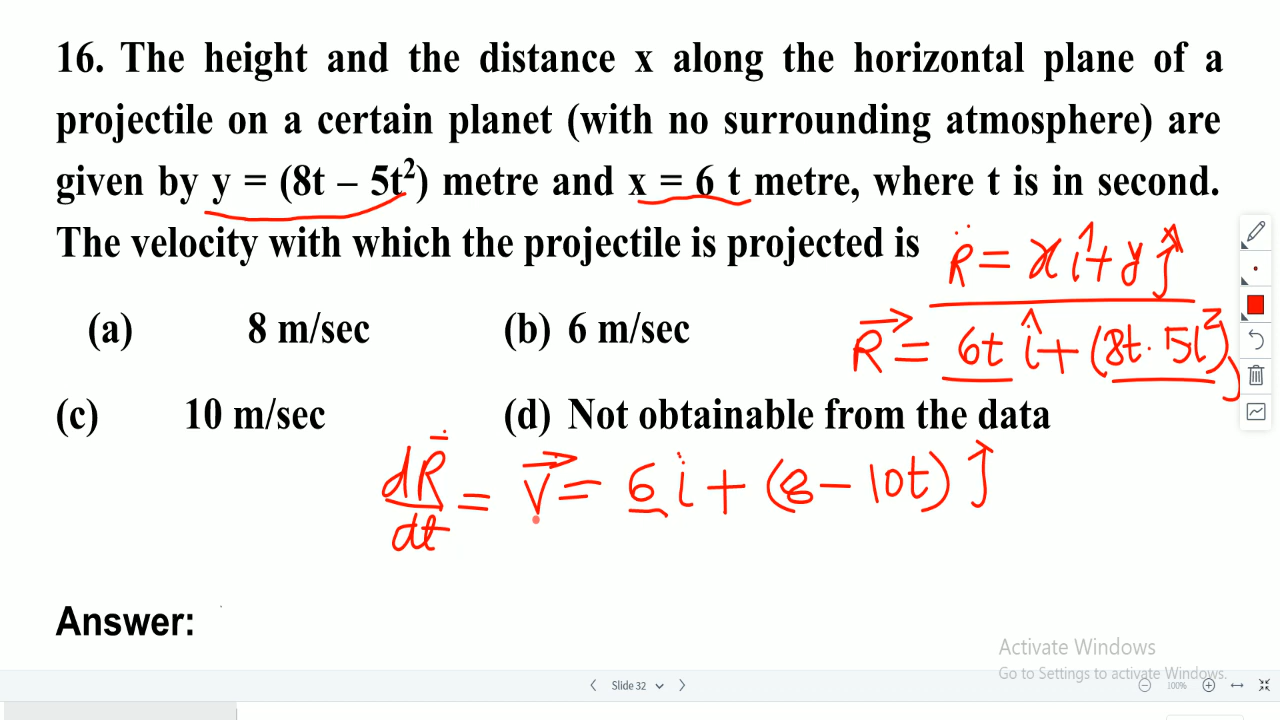 16. The height and the distance x along the horizontal plane of a
projectile on a certain planet (with no surrounding atmosphere) are
given by y = (8t – 5t²) metre and x = 6 t metre, where t is in second.
The velocity with which the projectile is projected is
R = x i + y j
(a) 8 m/sec (b) 6 m/sec
R = 6t i + (8t - 5t²) j
(c) 10 m/sec (d) Not obtainable from the data
dR/dt = V = 6 i + (8 – 10t) j
Answer:
Activate Windows
Go to Settings to activate Windows.
Slide 32
100%